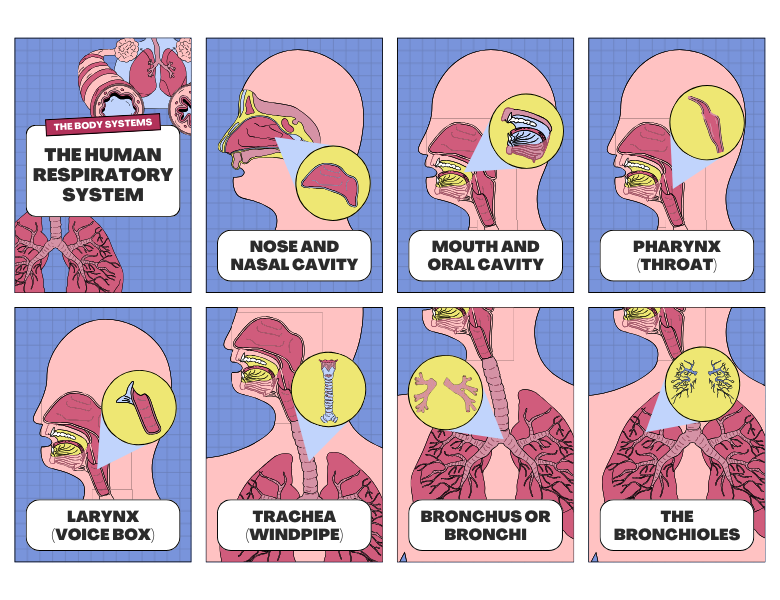 THE BODY SYSTEMS
THE HUMAN
RESPIRATORY
SYSTEM
NOSE AND
NASAL CAVITY
MOUTH AND
ORAL CAVITY
PHARYNX
(THROAT)
LARYNX
(VOICE BOX)
TRACHEA
(WINDPIPE)
BRONCHUS OR
BRONCHI
THE
BRONCHIOLES